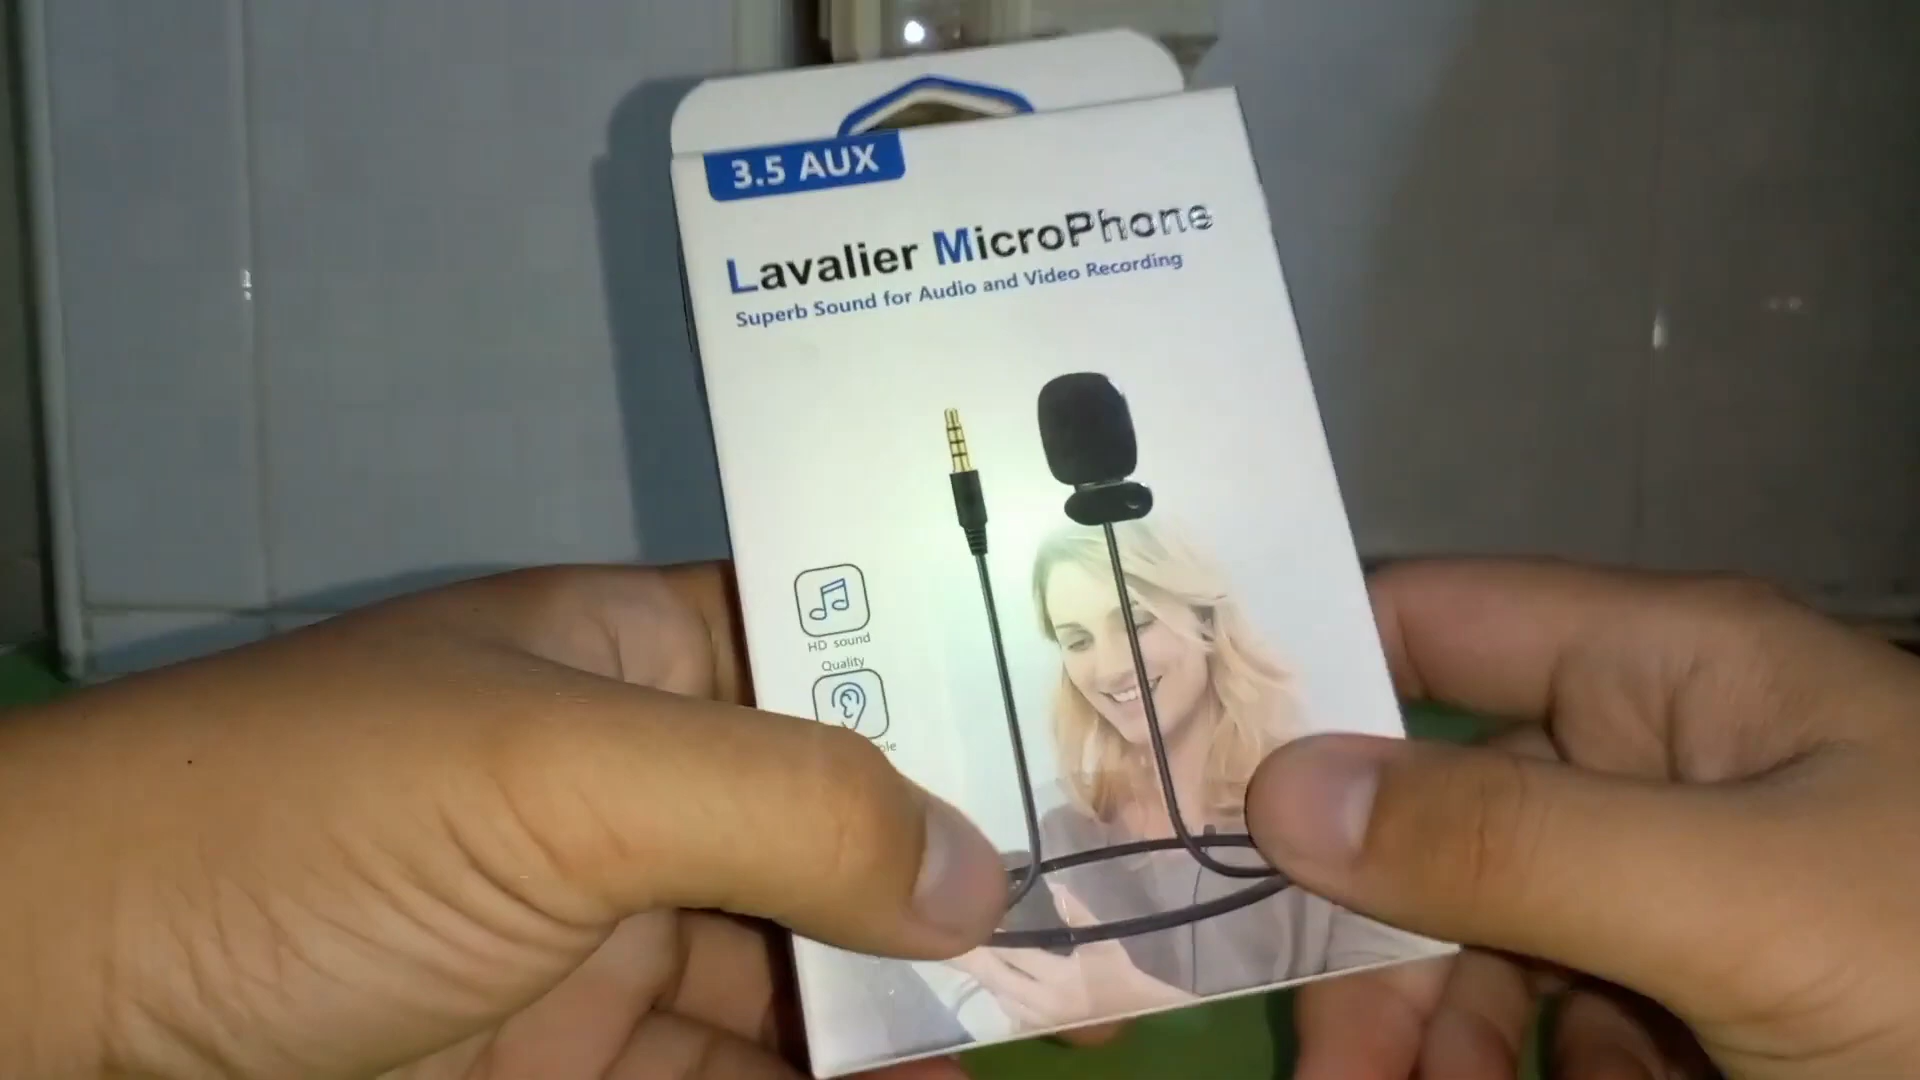 3.5 AUX
Lavalier MicroPhone
Superb Sound for Audio and Video Recording
HD sound
Quality